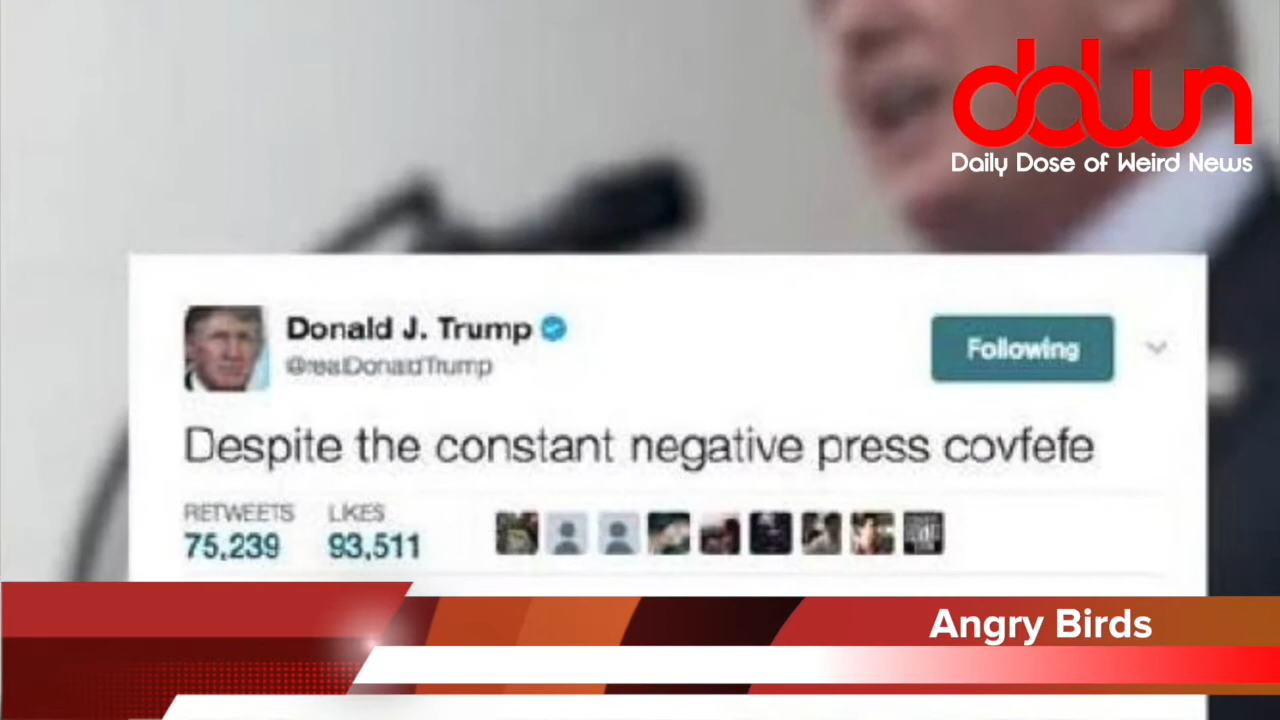 ddwn
Daily Dose of Weird News
Donald J. Trump
@realDonaldTrump
Following
Despite the constant negative press covfefe
RETWEETS LIKES
75,239 93,511
Angry Birds